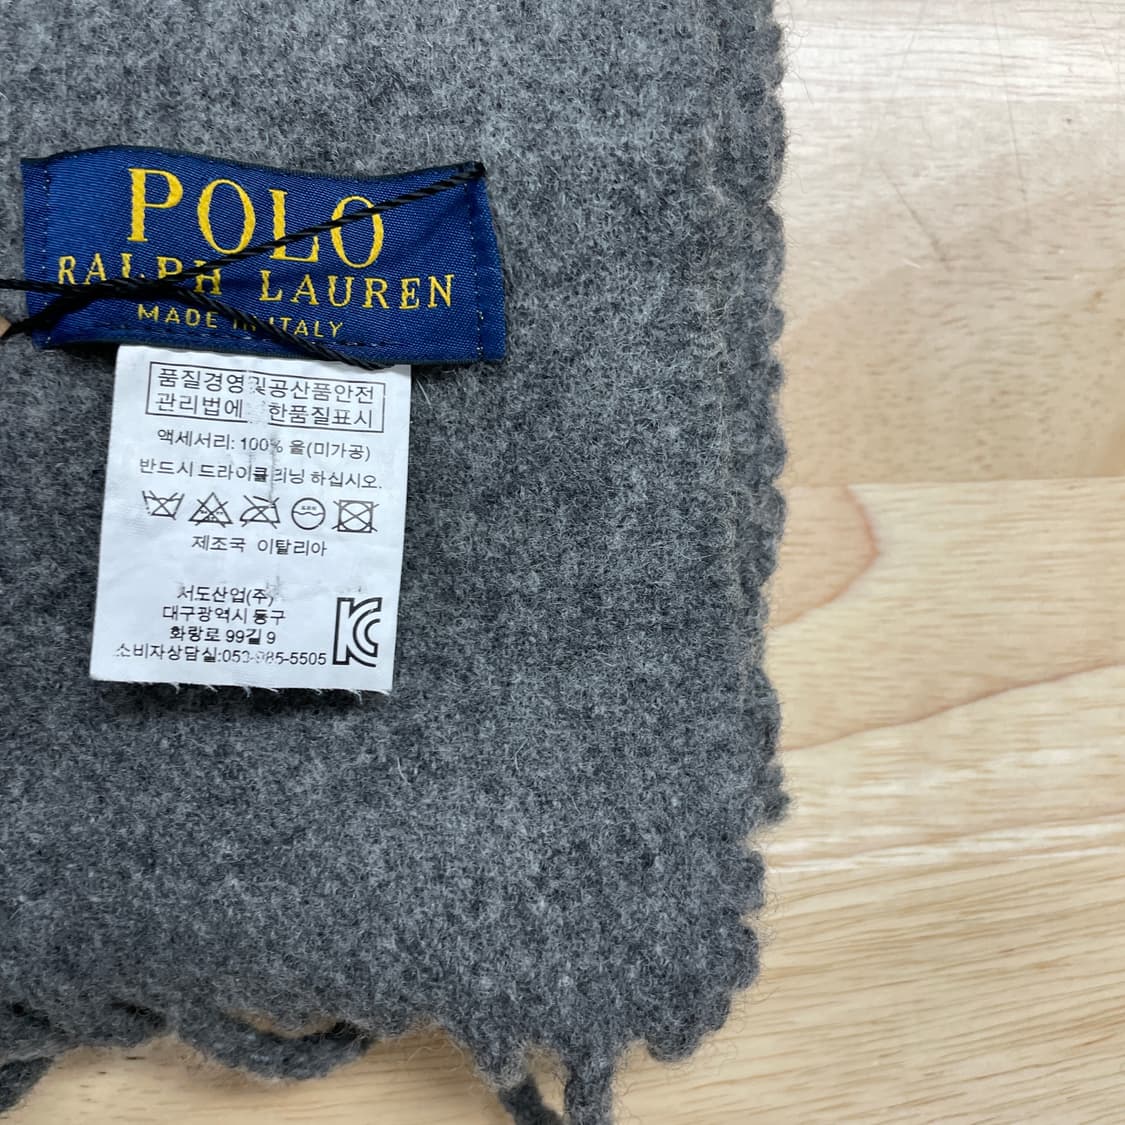 POLO
RALPH LAUREN
MADE IN ITALY
품질경영및공산품안전
관리법에 한품질표시
액세서리: 100% 울(미가공)
반드시 드라이클리닝 하십시오.
제조국 이탈리아
서도산업(주)
대구광역시 동구
화랑로 99길 9
소비자상담실:053-985-5505
KC